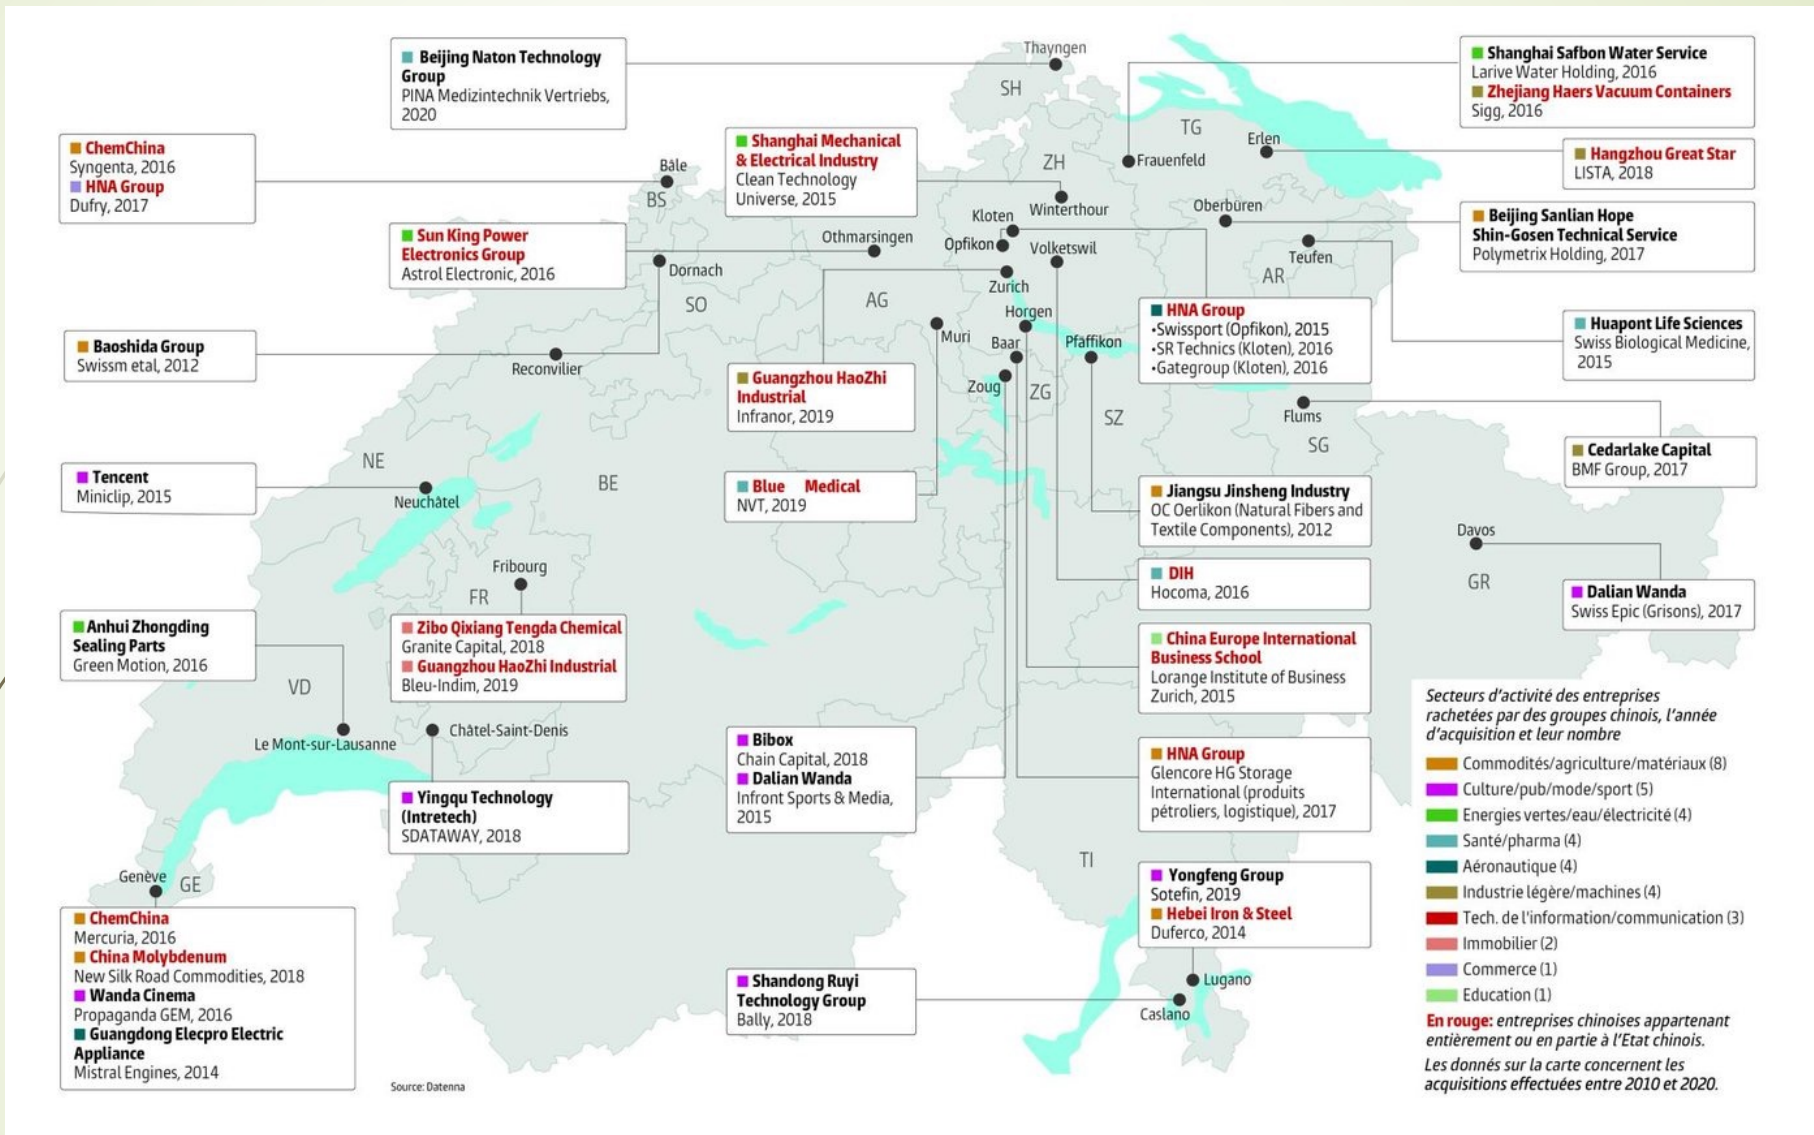 Beijing Naton Technology
Group
PINA Medizintechnik Vertriebs,
2020
Thayngen
SH
Shanghai Safbon Water Service
Larive Water Holding, 2016
Zhejiang Haers Vacuum Containers
Sigg, 2016
ChemChina
Syngenta, 2016
HNA Group
Dufry, 2017
Bâle
BS
Shanghai Mechanical
& Electrical Industry
Clean Technology
Universe, 2015
ZH
Winterthour
TG
Frauenfeld
Erlen
Hangzhou Great Star
LISTA, 2018
Sun King Power
Electronics Group
Astrol Electronic, 2016
Othmarsingen
Dornach
SO
AG
Kloten
Opfikon
Volketswil
Zurich
Horgen
Oberbüren
Teufen
AR
Beijing Sanlian Hope
Shin-Gosen Technical Service
Polymetrix Holding, 2017
Baoshida Group
Swissm etal, 2012
Reconvilier
Muri
Baar
Pfäffikon
Zoug
ZG
SZ
HNA Group
•Swissport (Opfikon), 2015
•SR Technics (Kloten), 2016
•Gategroup (Kloten), 2016
Huapont Life Sciences
Swiss Biological Medicine,
2015
Guangzhou HaoZhi
Industrial
Infranor, 2019
Flums
SG
Cedarlake Capital
BMF Group, 2017
Tencent
Miniclip, 2015
NE
Neuchâtel
BE
Blue Medical
NVT, 2019
Jiangsu Jinsheng Industry
OC Oerlikon (Natural Fibers and
Textile Components), 2012
Davos
GR
Dalian Wanda
Swiss Epic (Grisons), 2017
Fribourg
FR
DIH
Hocoma, 2016
Anhui Zhongding
Sealing Parts
Green Motion, 2016
Zibo Qixiang Tengda Chemical
Granite Capital, 2018
Guangzhou HaoZhi Industrial
Bleu-Indim, 2019
China Europe International
Business School
Lorange Institute of Business
Zurich, 2015
VD
Le Mont-sur-Lausanne
Châtel-Saint-Denis
Yingqu Technology
(Intretech)
SDATAWAY, 2018
Bibox
Chain Capital, 2018
Dalian Wanda
Infront Sports & Media,
2015
HNA Group
Glencore HG Storage
International (produits
pétroliers, logistique), 2017
TI
Genève
GE
ChemChina
Mercuria, 2016
China Molybdenum
New Silk Road Commodities, 2018
Wanda Cinema
Propaganda GEM, 2016
Guangdong Elecpro Electric
Appliance
Mistral Engines, 2014
Yongfeng Group
Sotefin, 2019
Hebei Iron & Steel
Duferco, 2014
Shandong Ruyi
Technology Group
Bally, 2018
Lugano
Caslano
Source: Datenna
Secteurs d'activité des entreprises
rachetées par des groupes chinois, l'année
d'acquisition et leur nombre
Commodités/agriculture/matériaux (8)
Culture/pub/mode/sport (5)
Energies vertes/eau/électricité (4)
Santé/pharma (4)
Aéronautique (4)
Industrie légère/machines (4)
Tech. de l'information/communication (3)
Immobilier (2)
Commerce (1)
Education (1)
En rouge: entreprises chinoises appartenant
entièrement ou en partie à l'Etat chinois.
Les donnés sur la carte concernent les
acquisitions effectuées entre 2010 et 2020.